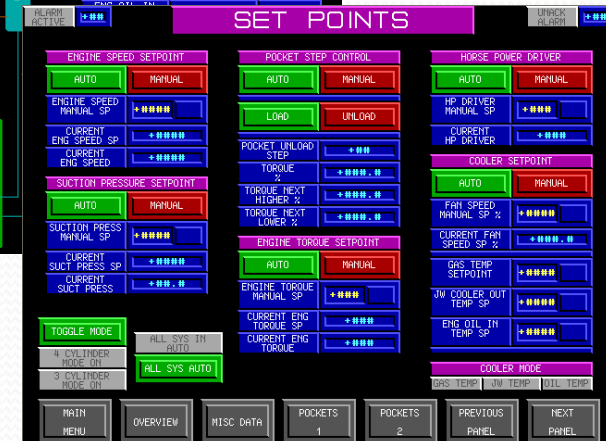 ENG OIL IN
ALARM
ACTIVE
+##
SET POINTS
UNACK
ALARM
+##
ENGINE SPEED SETPOINT
AUTO
MANUAL
ENGINE SPEED
MANUAL SP
+####
CURRENT
ENG SPEED SP
+####
CURRENT
ENG SPEED
+####
SUCTION PRESSURE SETPOINT
AUTO
MANUAL
SUCTION PRESS
MANUAL SP
+####
CURRENT
SUCT PRESS SP
+###
CURRENT
SUCT PRESS
+##.#
TOGGLE MODE
4 CYLINDER
MODE ON
3 CYLINDER
MODE ON
ALL SYS IN
AUTO
ALL SYS AUTO
POCKET STEP CONTROL
AUTO
MANUAL
LOAD
UNLOAD
POCKET UNLOAD
STEP
+##
TORQUE
%
+###.#
TORQUE NEXT
HIGHER %
+###.#
TORQUE NEXT
LOWER %
+###.#
ENGINE TORQUE SETPOINT
AUTO
MANUAL
ENGINE TORQUE
MANUAL SP
+###
CURRENT ENG
TORQUE SP
+###
CURRENT ENG
TORQUE
+###
HORSE POWER DRIVER
AUTO
MANUAL
HP DRIVER
MANUAL SP
+###
CURRENT
HP DRIVER
+###
COOLER SETPOINT
AUTO
MANUAL
FAN SPEED
MANUAL SP %
+####
CURRENT FAN
SPEED SP %
+###.#
GAS TEMP
SETPOINT
+####
JW COOLER OUT
TEMP SP
+####
ENG OIL IN
TEMP SP
+####
COOLER MODE
GAS TEMP
JW TEMP
OIL TEMP
MAIN
MENU
OVERVIEW
MISC DATA
POCKETS
1
POCKETS
2
PREVIOUS
PANEL
NEXT
PANEL